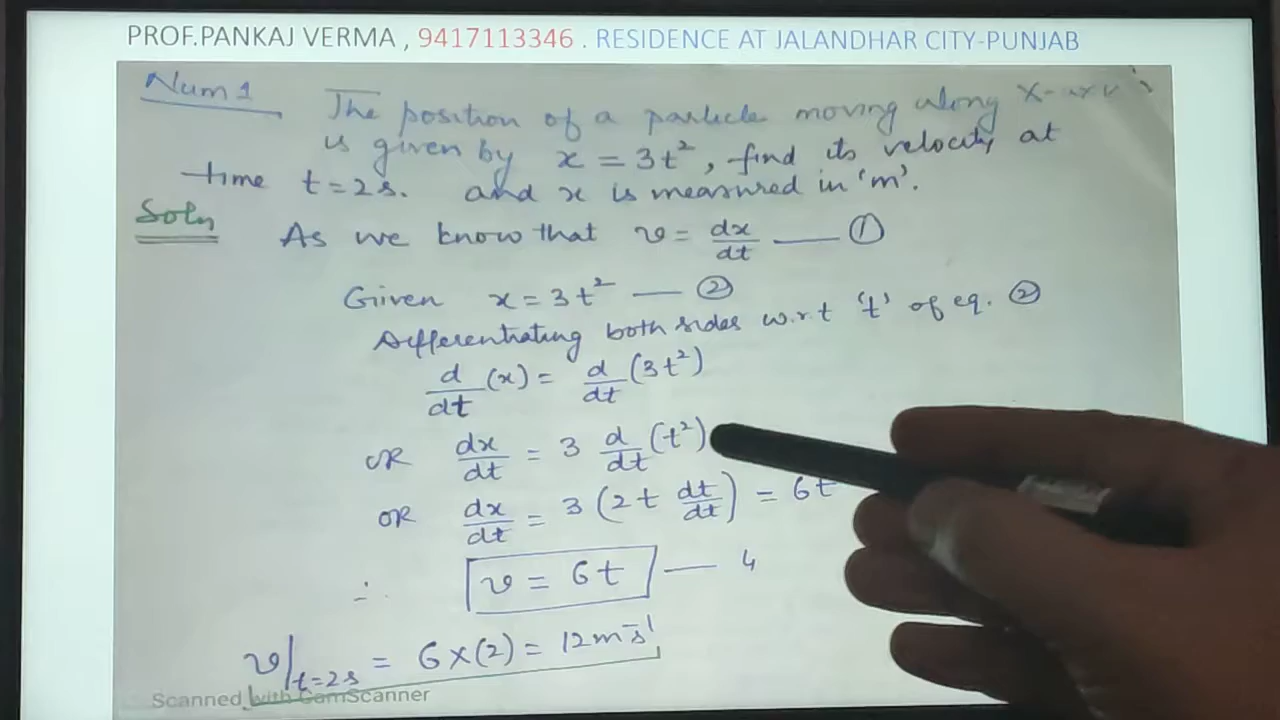 PROF.PANKAJ VERMA , 9417113346 . RESIDENCE AT JALANDHAR CITY-PUNJAB
Num 1 The position of a particle moving along X-axis
is given by x = 3t², find its velocity at
time t = 2s. and x is measured in 'm'.
Soln As we know that v = dx/dt —— ①
Given x = 3t² — ②
Differentiating both sides w.r.t 't' of eq. ②
d/dt (x) = d/dt (3t²)
OR dx/dt = 3 d/dt (t²)
OR dx/dt = 3 (2t dt/dt) = 6t
∴ v = 6t —— 4
v|t=2s = 6×(2) = 12ms⁻¹
Scanned with CamScanner